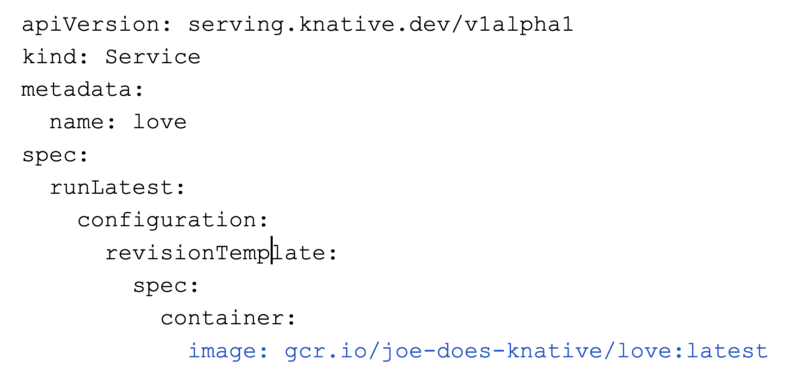 apiVersion: serving.knative.dev/v1alpha1
kind: Service
metadata:
  name: love
spec:
  runLatest:
    configuration:
      revisionTemplate:
        spec:
          container:
            image: gcr.io/joe-does-knative/love:latest